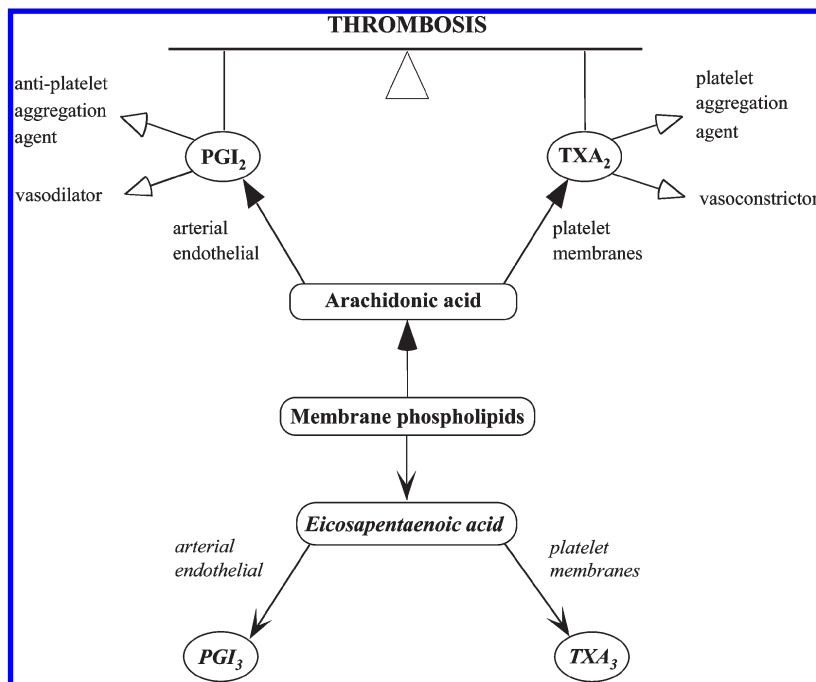 THROMBOSIS
anti-platelet
aggregation
agent
PGI₂
vasodilator
TXA₂
platelet
aggregation
agent
vasoconstrictor
arterial
endothelial
platelet
membranes
Arachidonic acid
Membrane phospholipids
Eicosapentaenoic acid
arterial
endothelial
platelet
membranes
PGI₃
TXA₃